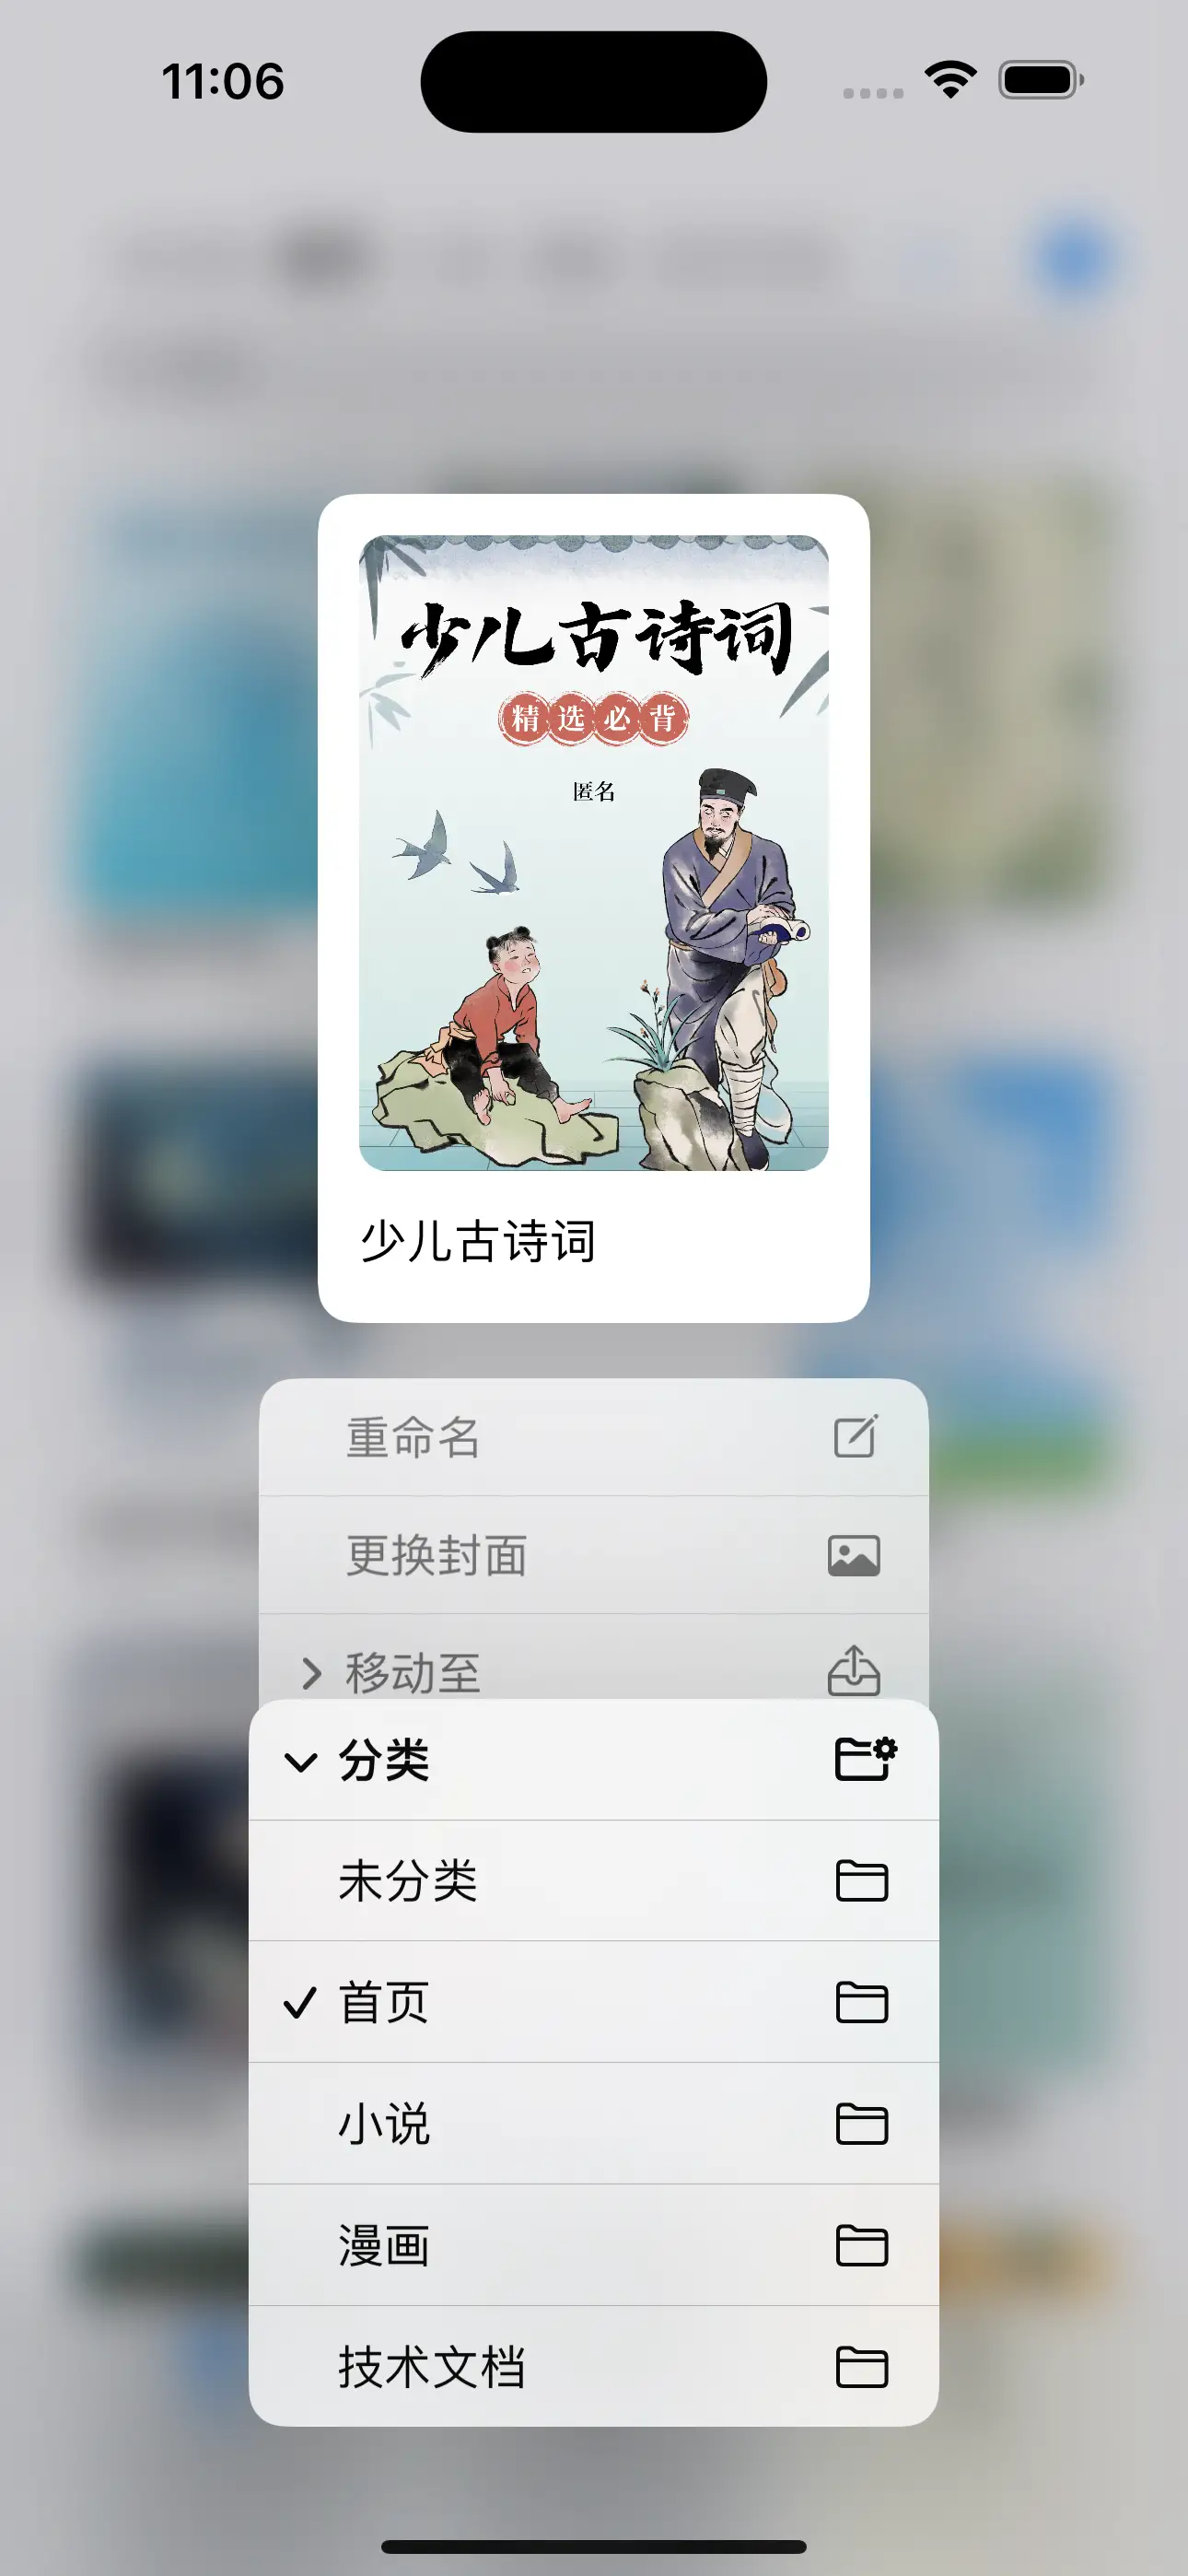 11:06
少儿古诗词
精选必背
匿名
少儿古诗词
重命名
更换封面
移动至
分类
未分类
首页
小说
漫画
技术文档